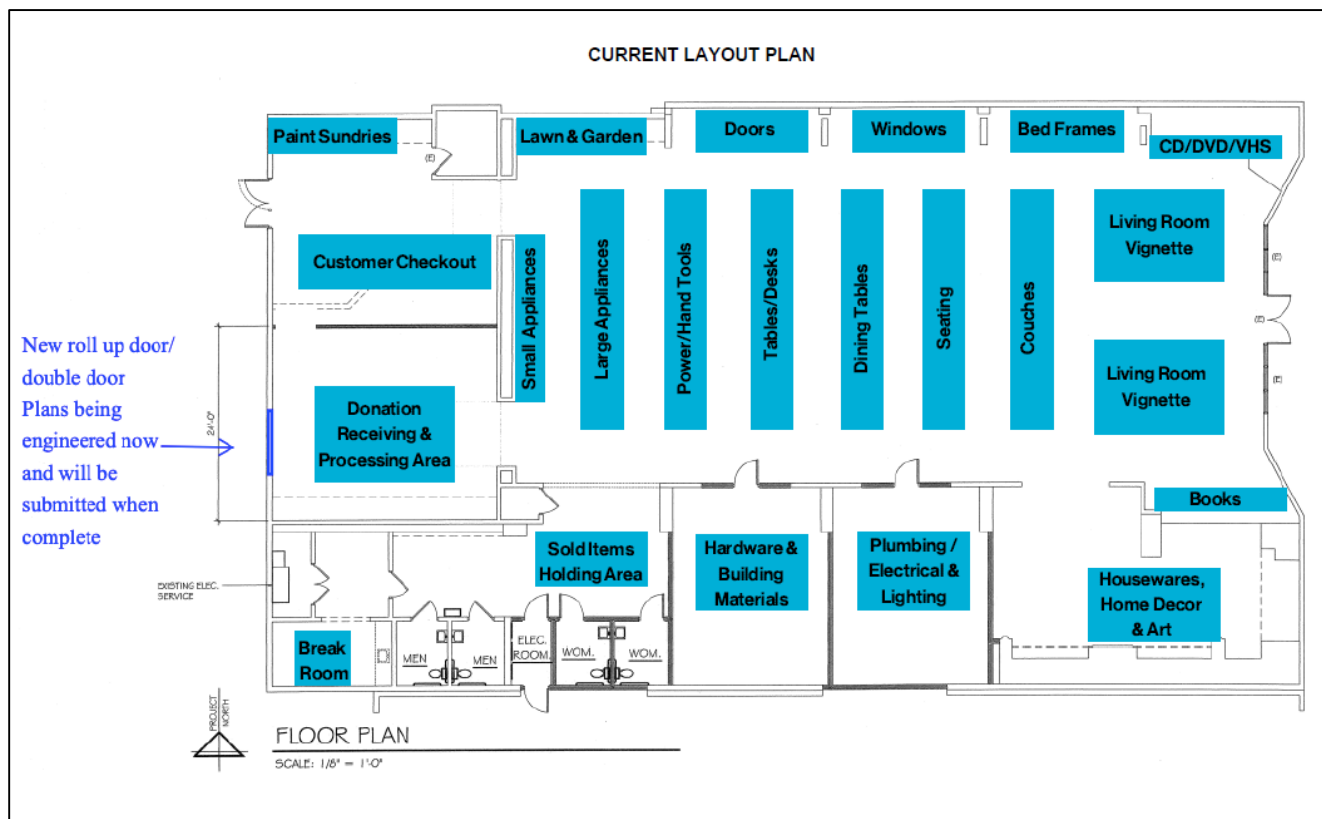 CURRENT LAYOUT PLAN
Paint Sundries
Lawn & Garden
Doors
Windows
Bed Frames
CD/DVD/VHS
(E)
Customer Checkout
Small Appliances
Large Appliances
Power/Hand Tools
Tables/Desks
Dining Tables
Seating
Couches
Living Room
Vignette
(E)
(E)
(E)
Living Room
Vignette
New roll up door/
double door
Plans being
engineered now
and will be
submitted when
complete
24'-0"
Donation
Receiving &
Processing Area
Books
Sold Items
Holding Area
Hardware &
Building
Materials
Plumbing /
Electrical &
Lighting
Housewares,
Home Decor
& Art
EXISTING ELEC.
SERVICE
Break
Room
MEN
MEN
ELEC.
ROOM.
WOM.
WOM.
PROJECT
NORTH
FLOOR PLAN
SCALE: 1/8" = 1'-0"